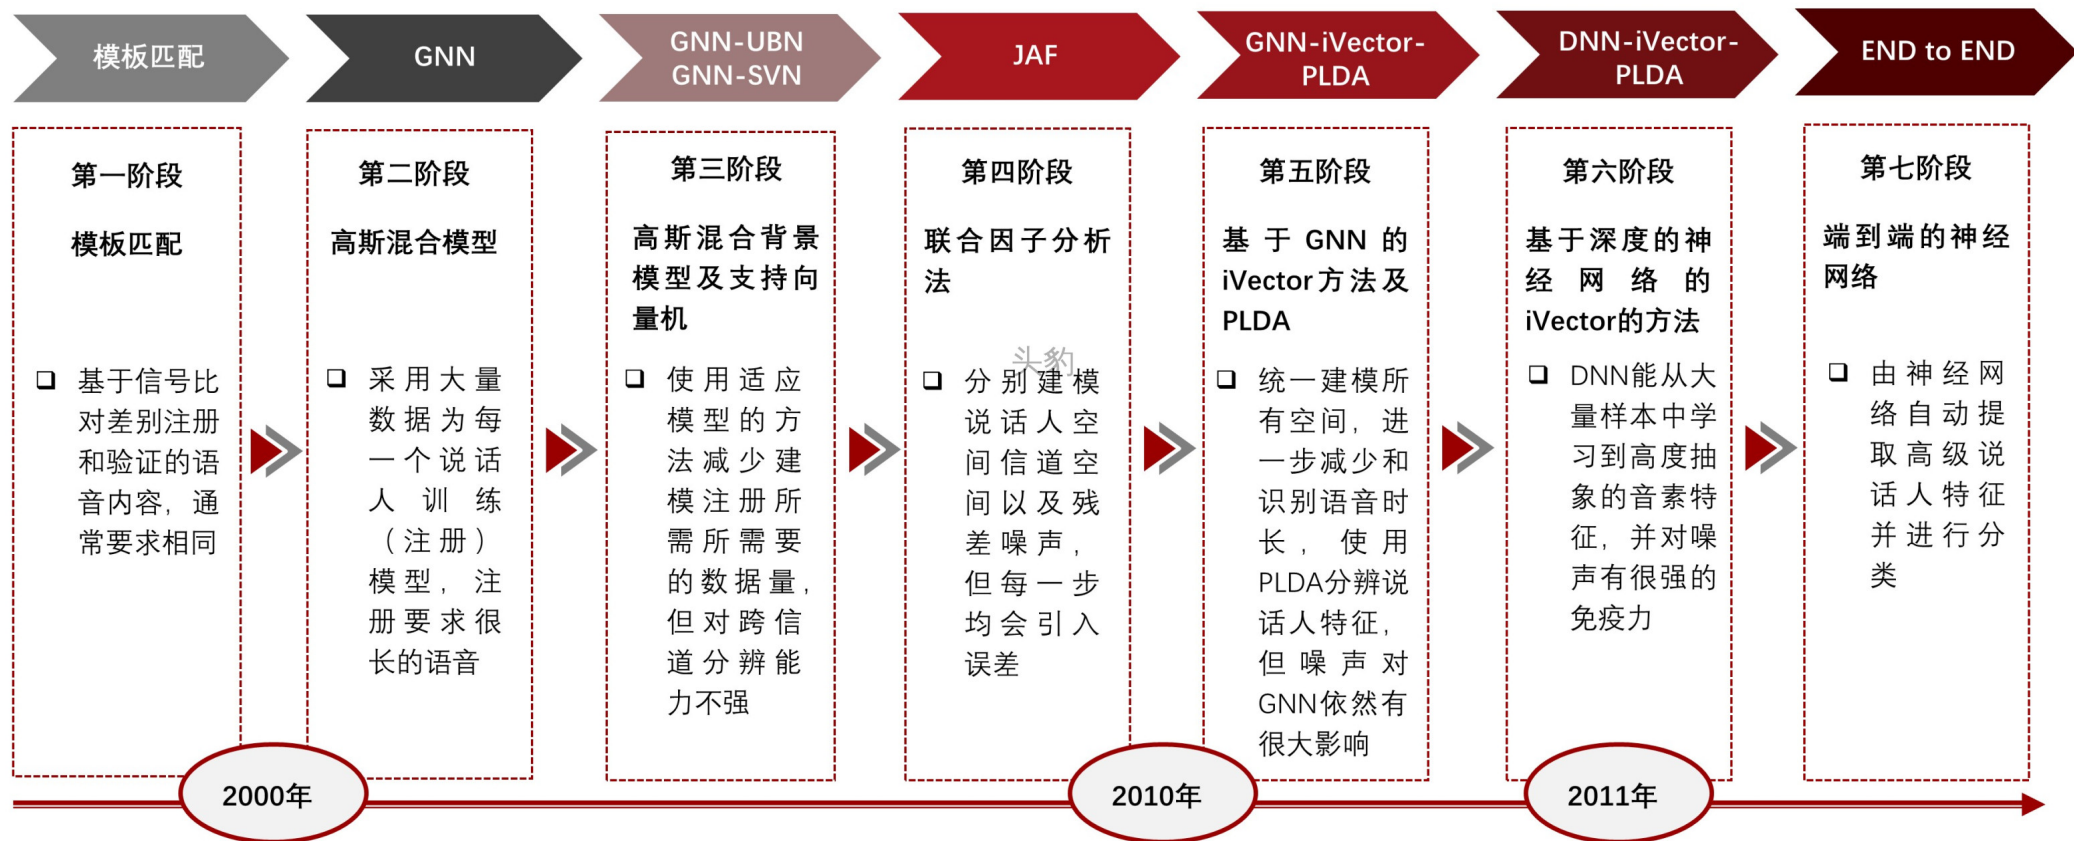 模板匹配
GNN
GNN-UBN
GNN-SVN
JAF
GNN-iVector-
PLDA
DNN-iVector-
PLDA
END to END
第一阶段
模板匹配
基于信号比
对差别注册
和验证的语
音内容，通
常要求相同
第二阶段
高斯混合模型
采用大量
数据为每
一个说话
人训练
（注册）
模型，注
册要求很
长的语音
第三阶段
高斯混合背景
模型及支持向
量机
使用适应
模型的方
法减少建
模注册所
需所需要
的数据量，
但对跨信
道分辨能
力不强
第四阶段
联合因子分析
法
头豹
分别建模
说话人空
间信道空
间以及残
差噪声，
但每一步
均会引入
误差
第五阶段
基于GNN的
iVector方法及
PLDA
统一建模所
有空间，进
一步减少和
识别语音时
长，使用
PLDA分辨说
话人特征，
但噪声对
GNN依然有
很大影响
第六阶段
基于深度的神
经网络的
iVector的方法
DNN能从大
量样本中学
习到高度抽
象的音素特
征，并对噪
声有很强的
免疫力
第七阶段
端到端的神经
网络
由神经网
络自动提
取高级说
话人特征
并进行分
类
2000年
2010年
2011年